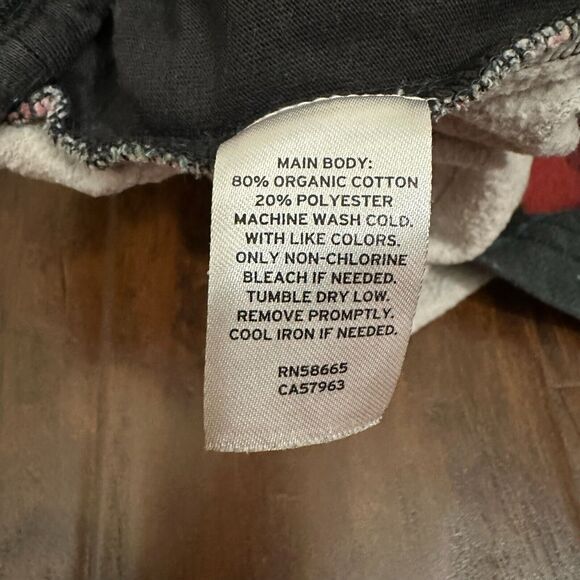 MAIN BODY:
80% ORGANIC COTTON
20% POLYESTER
MACHINE WASH COLD.
WITH LIKE COLORS.
ONLY NON-CHLORINE
BLEACH IF NEEDED.
TUMBLE DRY LOW.
REMOVE PROMPTLY.
COOL IRON IF NEEDED.
RN58665
CA57963